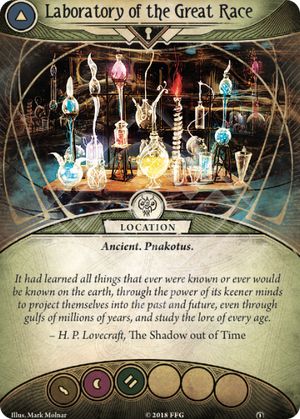 Laboratory of the Great Race
LOCATION
Ancient. Pnakotus.
It had learned all things that ever were known or ever would
be known on the earth, through the power of its keener minds
to project themselves into the past and future, even through
gulfs of millions of years, and study the lore of every age.
– H. P. Lovecraft, The Shadow out of Time
Illus. Mark Molnar
© 2018 FFG